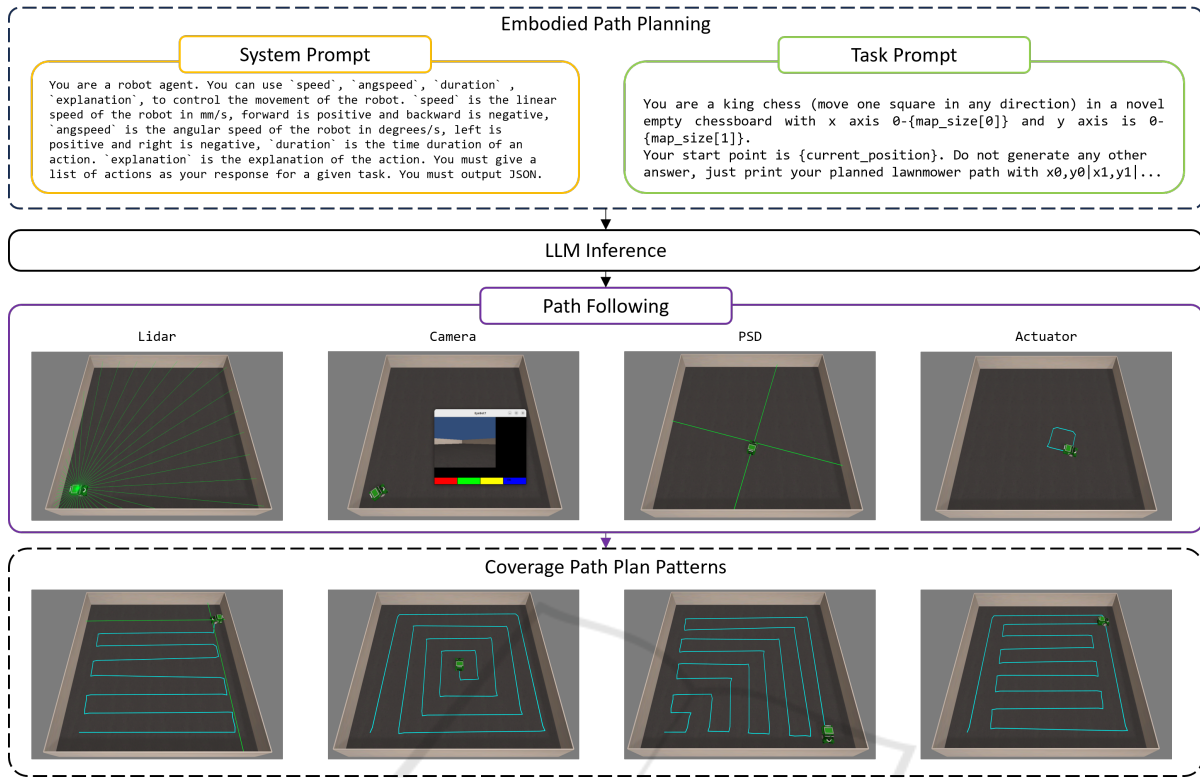 Embodied Path Planning
System Prompt
Task Prompt
You are a robot agent. You can use `speed`, `angspeed`, `duration` ,
`explanation`, to control the movement of the robot. `speed` is the linear
speed of the robot in mm/s, forward is positive and backward is negative,
`angspeed` is the angular speed of the robot in degrees/s, left is
positive and right is negative, `duration` is the time duration of an
action. `explanation` is the explanation of the action. You must give a
list of actions as your response for a given task. You must output JSON.
You are a king chess (move one square in any direction) in a novel
empty chessboard with x axis 0-{map_size[0]} and y axis is 0-
{map_size[1]}.
Your start point is {current_position}. Do not generate any other
answer, just print your planned lawnmower path with x0,y0|x1,y1|...
LLM Inference
Path Following
Lidar
Camera
PSD
Actuator
Coverage Path Plan Patterns